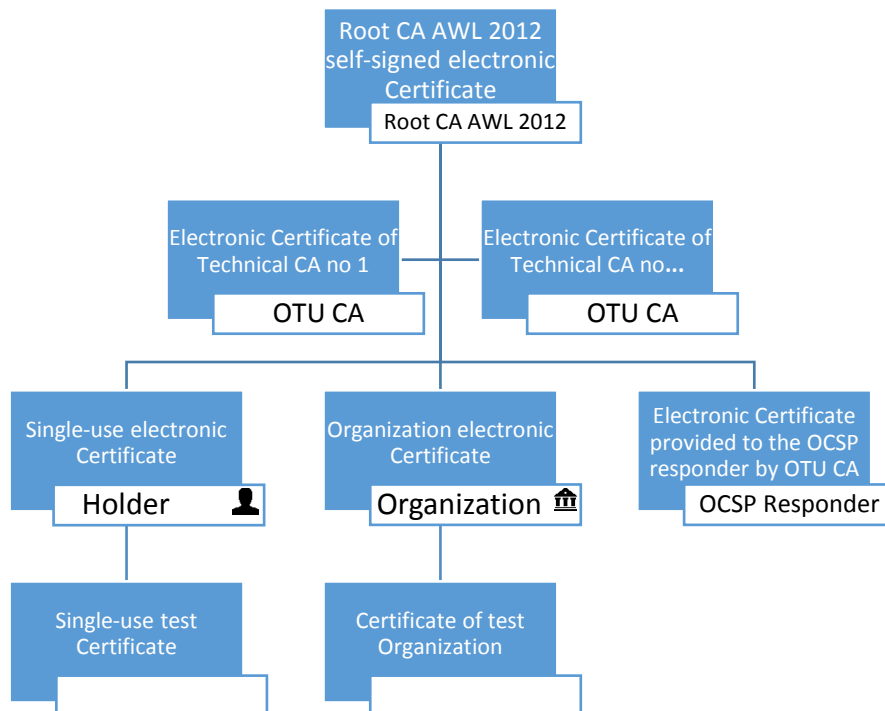 Root CA AWL 2012
self-signed electronic
Certificate
Root CA AWL 2012
Electronic Certificate of
Technical CA no 1
OTU CA
Electronic Certificate of
Technical CA no...
OTU CA
Single-use electronic
Certificate
Holder
Organization electronic
Certificate
Organization
Electronic Certificate
provided to the OCSP
responder by OTU CA
OCSP Responder
Single-use test
Certificate
Certificate of test
Organization